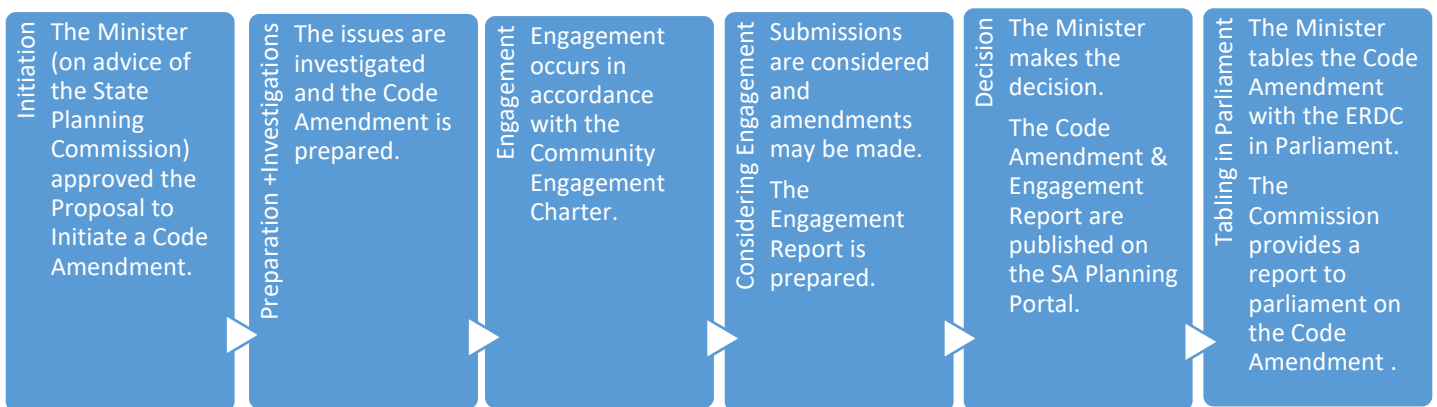 Initiation
The Minister
(on advice of
the State
Planning
Commission)
approved the
Proposal to
Initiate a Code
Amendment.
Preparation +Investigations
The issues are
investigated
and the Code
Amendment is
prepared.
Engagement
Engagement
occurs in
accordance
with the
Community
Engagement
Charter.
Considering Engagement
Submissions
are considered
and
amendments
may be made.
The
Engagement
Report is
prepared.
Decision
The Minister
makes the
decision.
The Code
Amendment &
Engagement
Report are
published on
the SA Planning
Portal.
Tabling in Parliament
The Minister
tables the Code
Amendment
with the ERDC
in Parliament.
The
Commission
provides a
report to
parliament on
the Code
Amendment .